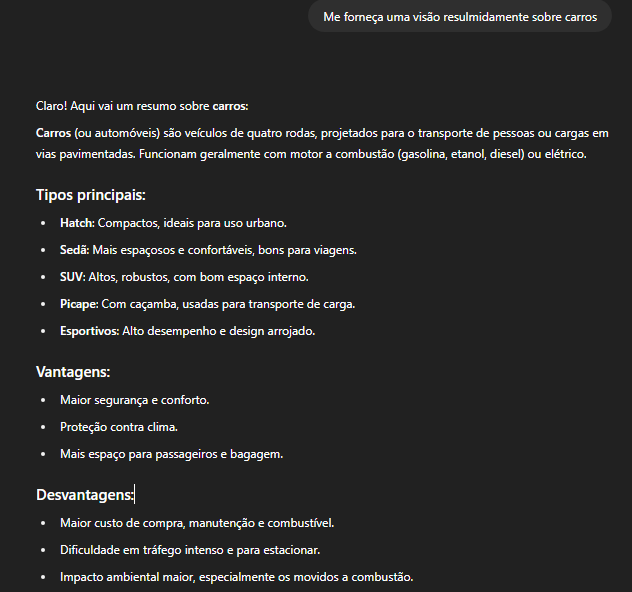 Me forneça uma visão resulmidamente sobre carros
Claro! Aqui vai um resumo sobre carros:
Carros (ou automóveis) são veículos de quatro rodas, projetados para o transporte de pessoas ou cargas em
vias pavimentadas. Funcionam geralmente com motor a combustão (gasolina, etanol, diesel) ou elétrico.
Tipos principais:
• Hatch: Compactos, ideais para uso urbano.
• Sedã: Mais espaçosos e confortáveis, bons para viagens.
• SUV: Altos, robustos, com bom espaço interno.
• Picape: Com caçamba, usadas para transporte de carga.
• Esportivos: Alto desempenho e design arrojado.
Vantagens:
• Maior segurança e conforto.
• Proteção contra clima.
• Mais espaço para passageiros e bagagem.
Desvantagens:
• Maior custo de compra, manutenção e combustível.
• Dificuldade em tráfego intenso e para estacionar.
• Impacto ambiental maior, especialmente os movidos a combustão.